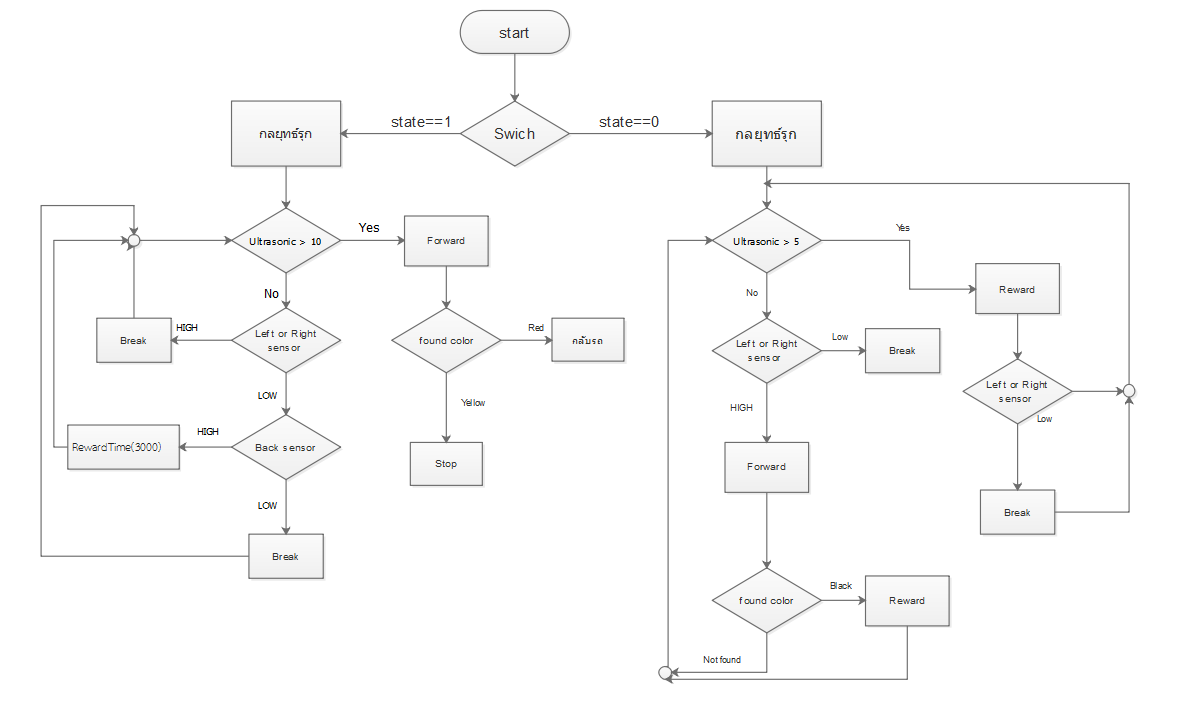 start
Swich
state==1
state==0
กลยุทธ์รุก
กลยุทธ์รุก
Ultrasonic > 10
Yes
Forward
No
Left or Right
sensor
HIGH
Break
LOW
Back sensor
HIGH
RewardTime(3000)
LOW
Break
found color
Red
กลับรถ
Yellow
Stop
Ultrasonic > 5
Yes
Reward
No
Left or Right
sensor
Low
Break
HIGH
Forward
found color
Black
Reward
Not found
Left or Right
sensor
Low
Break